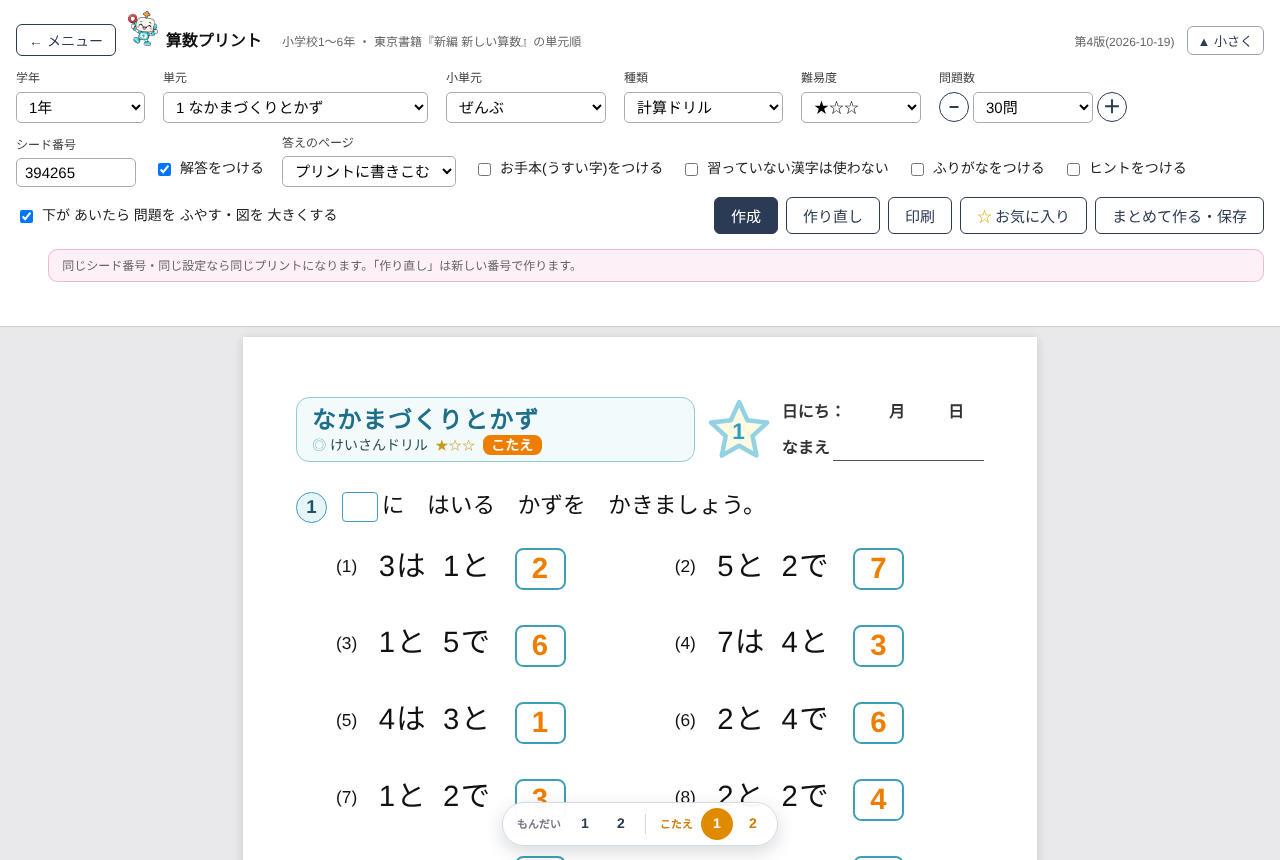 ← メニュー
算数プリント
小学校1〜6年 ・ 東京書籍『新編 新しい算数』の単元順
第4版(2026-10-19)
▲ 小さく
学年
単元
小単元
種類
難易度
問題数
1年
1 なかまづくりとかず
ぜんぶ
計算ドリル
★☆☆
−
30問
＋
シード番号
394265
解答をつける
答えのページ
プリントに書きこむ
お手本(うすい字)をつける
習っていない漢字は使わない
ふりがなをつける
ヒントをつける
下が あいたら 問題を ふやす・図を 大きくする
作成
作り直し
印刷
☆ お気に入り
まとめて作る・保存
同じシード番号・同じ設定なら同じプリントになります。「作り直し」は新しい番号で作ります。
なかまづくりとかず
◎ けいさんドリル ★☆☆ こたえ
1
日にち： 月 日
なまえ
1 に はいる かずを かきましょう。
(1) 3は 1と 2
(2) 5と 2で 7
(3) 1と 5で 6
(4) 7は 4と 3
(5) 4は 3と 1
(6) 2と 4で 6
(7) 1と 2で 3
(8) 2と 2で 4
もんだい 1 2 こたえ 1 2